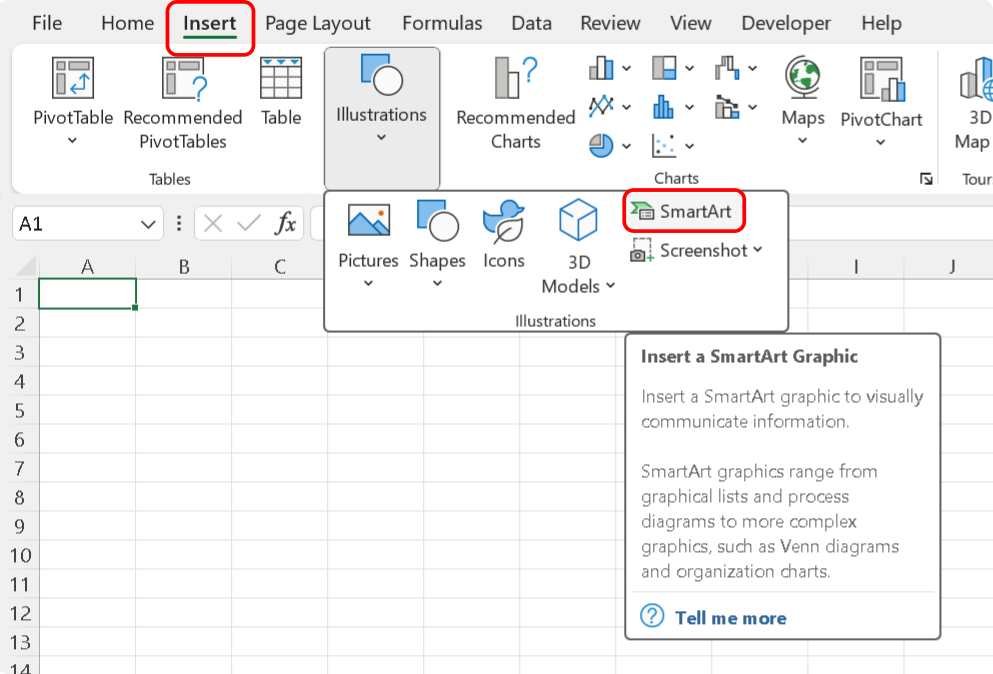 File Home Insert Page Layout Formulas Data Review View Developer Help
PivotTable Recommended PivotTables Table Illustrations Recommended Charts Maps PivotChart 3D Map
Tables Charts Tour
A1 fx
Pictures Shapes Icons 3D Models SmartArt
Screenshot
Illustrations
A B C I J
1
2
3
4
5
6
7
8
9
10
11
12
13
14
Insert a SmartArt Graphic
Insert a SmartArt graphic to visually
communicate information.
SmartArt graphics range from
graphical lists and process
diagrams to more complex
graphics, such as Venn diagrams
and organization charts.
? Tell me more